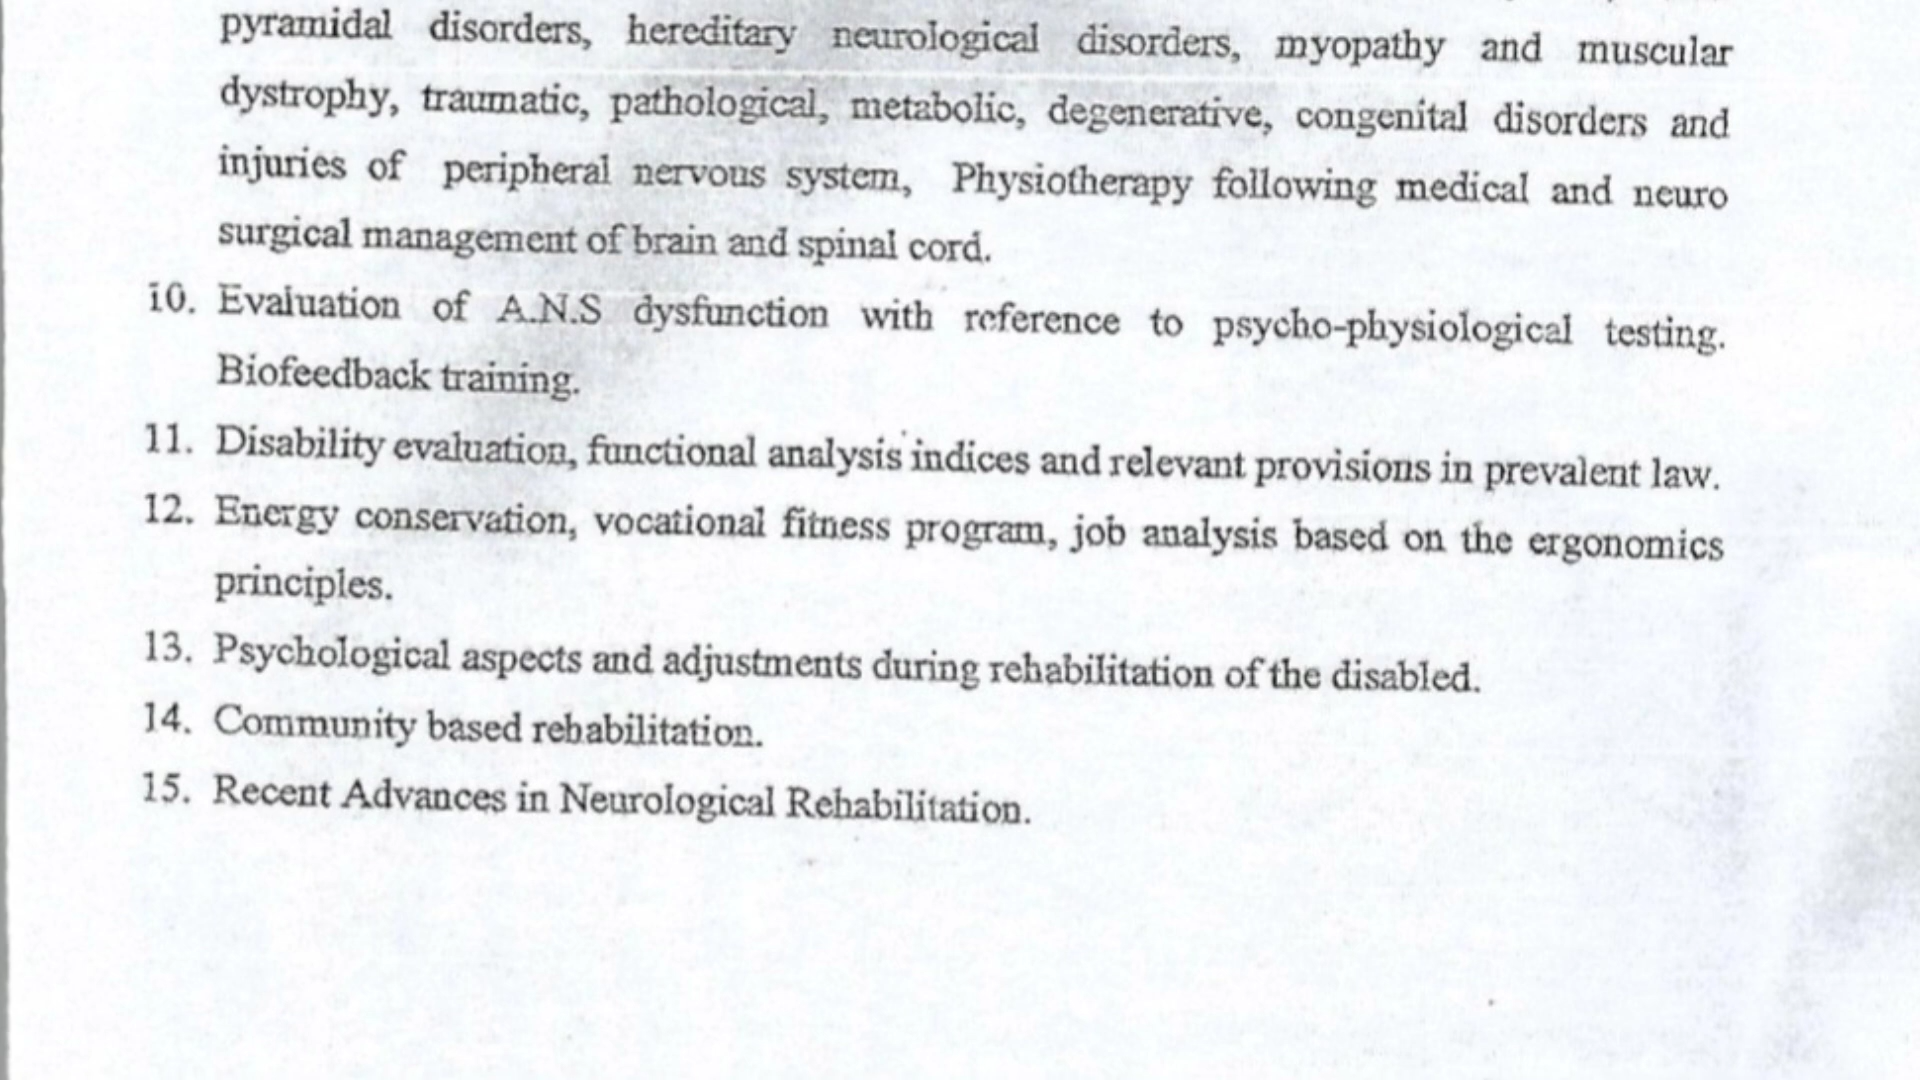 pyramidal disorders, hereditary neurological disorders, myopathy and muscular
dystrophy, traumatic, pathological, metabolic, degenerative, congenital disorders and
injuries of peripheral nervous system, Physiotherapy following medical and neuro
surgical management of brain and spinal cord.
10. Evaluation of A.N.S dysfunction with reference to psycho-physiological testing.
Biofeedback training.
11. Disability evaluation, functional analysis indices and relevant provisions in prevalent law.
12. Energy conservation, vocational fitness program, job analysis based on the ergonomics
principles.
13. Psychological aspects and adjustments during rehabilitation of the disabled.
14. Community based rehabilitation.
15. Recent Advances in Neurological Rehabilitation.